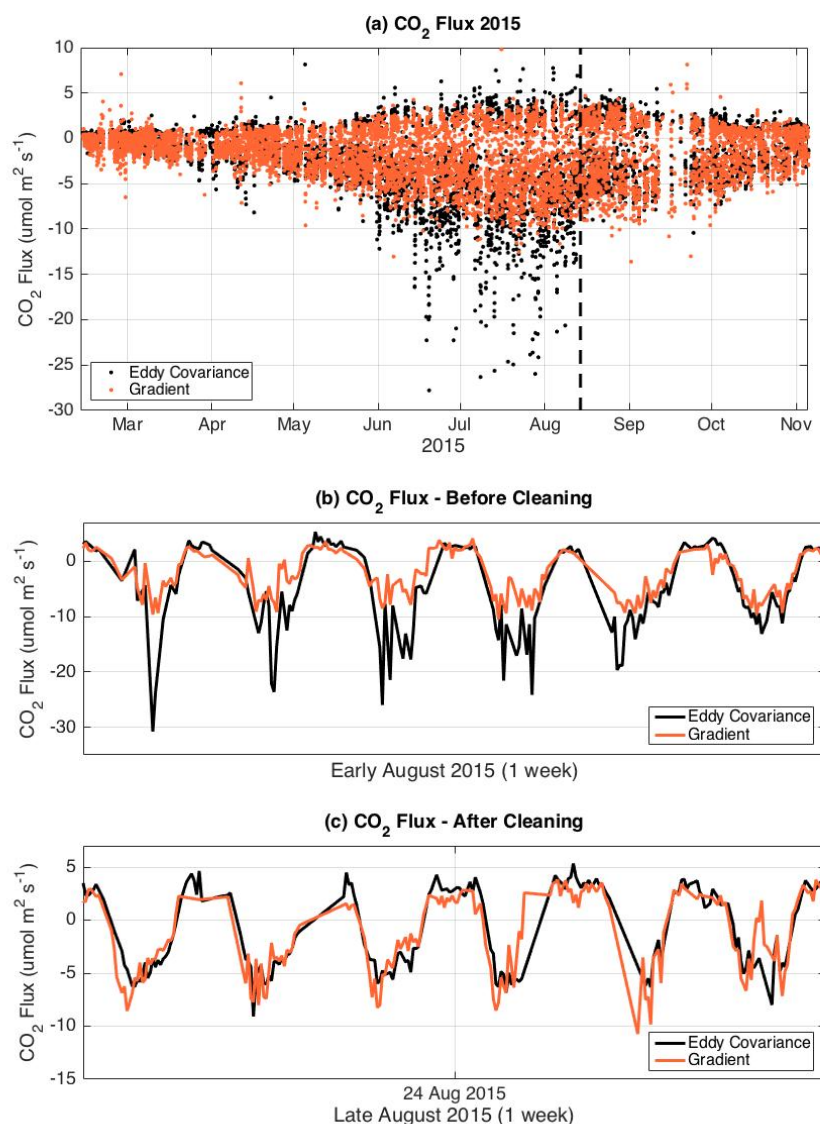 (a) CO₂ Flux 2015
CO₂ Flux (umol m² s⁻¹)
10
5
0
-5
-10
-15
-20
-25
-30
Eddy Covariance
Gradient
Mar Apr May Jun Jul Aug Sep Oct Nov
2015
(b) CO₂ Flux - Before Cleaning
CO₂ Flux (umol m² s⁻¹)
0
-10
-20
-30
Eddy Covariance
Gradient
Early August 2015 (1 week)
(c) CO₂ Flux - After Cleaning
CO₂ Flux (umol m² s⁻¹)
5
0
-5
-10
-15
Eddy Covariance
Gradient
24 Aug 2015
Late August 2015 (1 week)